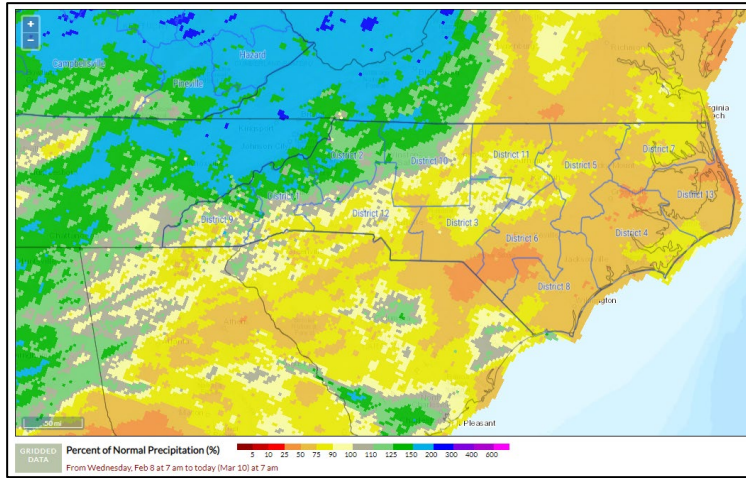 +
−
Campbellsville
Hazard
Pineville
District 2
District 10
District 11
District 5
District 7
District 1
District 9
District 12
District 3
District 13
District 6
District 4
District 8
Pleasant
50 mi
GRIDDED
DATA
Percent of Normal Precipitation (%)
5 10 25 50 75 90 100 110 125 150 200 300 400 600
From Wednesday, Feb 8 at 7 am to today (Mar 10) at 7 am